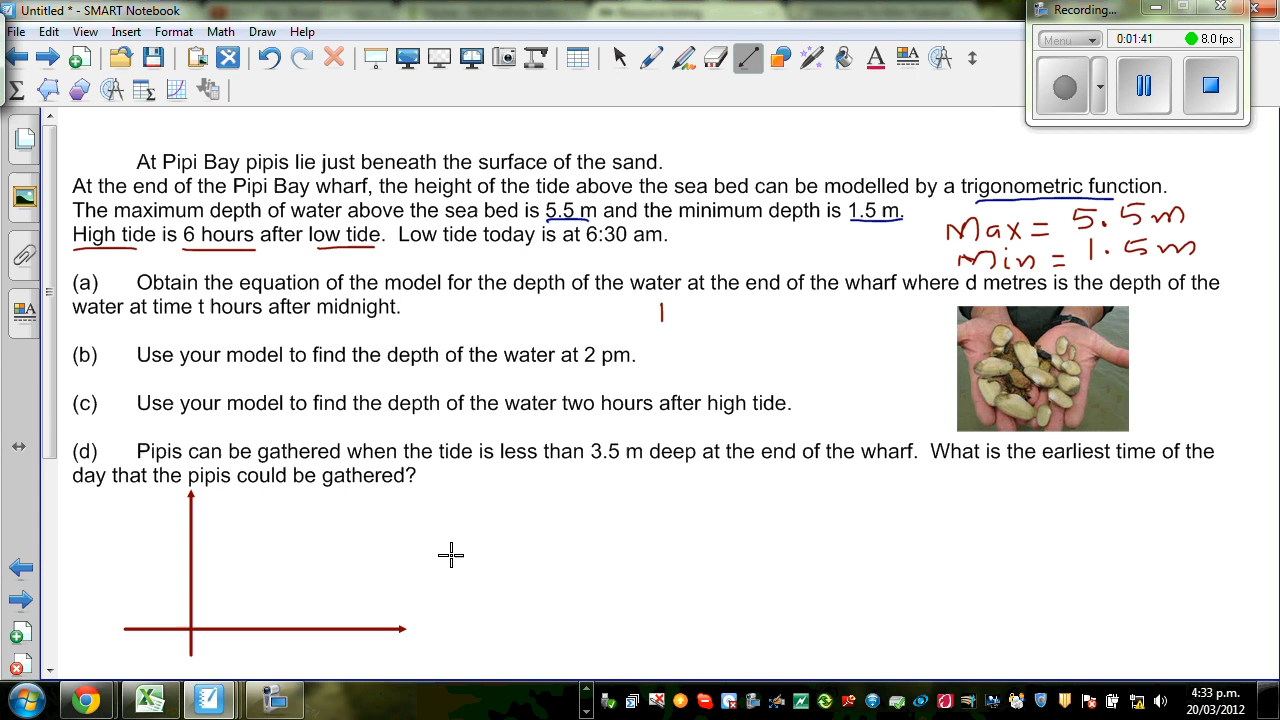 Untitled * - SMART Notebook
Recording...
File Edit View Insert Format Math Draw Help
Menu
0:01:41
8.0 fps
At Pipi Bay pipis lie just beneath the surface of the sand.
At the end of the Pipi Bay wharf, the height of the tide above the sea bed can be modelled by a trigonometric function.
The maximum depth of water above the sea bed is 5.5 m and the minimum depth is 1.5 m.
High tide is 6 hours after low tide. Low tide today is at 6:30 am.
Max = 5.5m
Min = 1.5m
(a) Obtain the equation of the model for the depth of the water at the end of the wharf where d metres is the depth of the
water at time t hours after midnight.
(b) Use your model to find the depth of the water at 2 pm.
(c) Use your model to find the depth of the water two hours after high tide.
(d) Pipis can be gathered when the tide is less than 3.5 m deep at the end of the wharf. What is the earliest time of the
day that the pipis could be gathered?
4:33 p.m.
20/03/2012